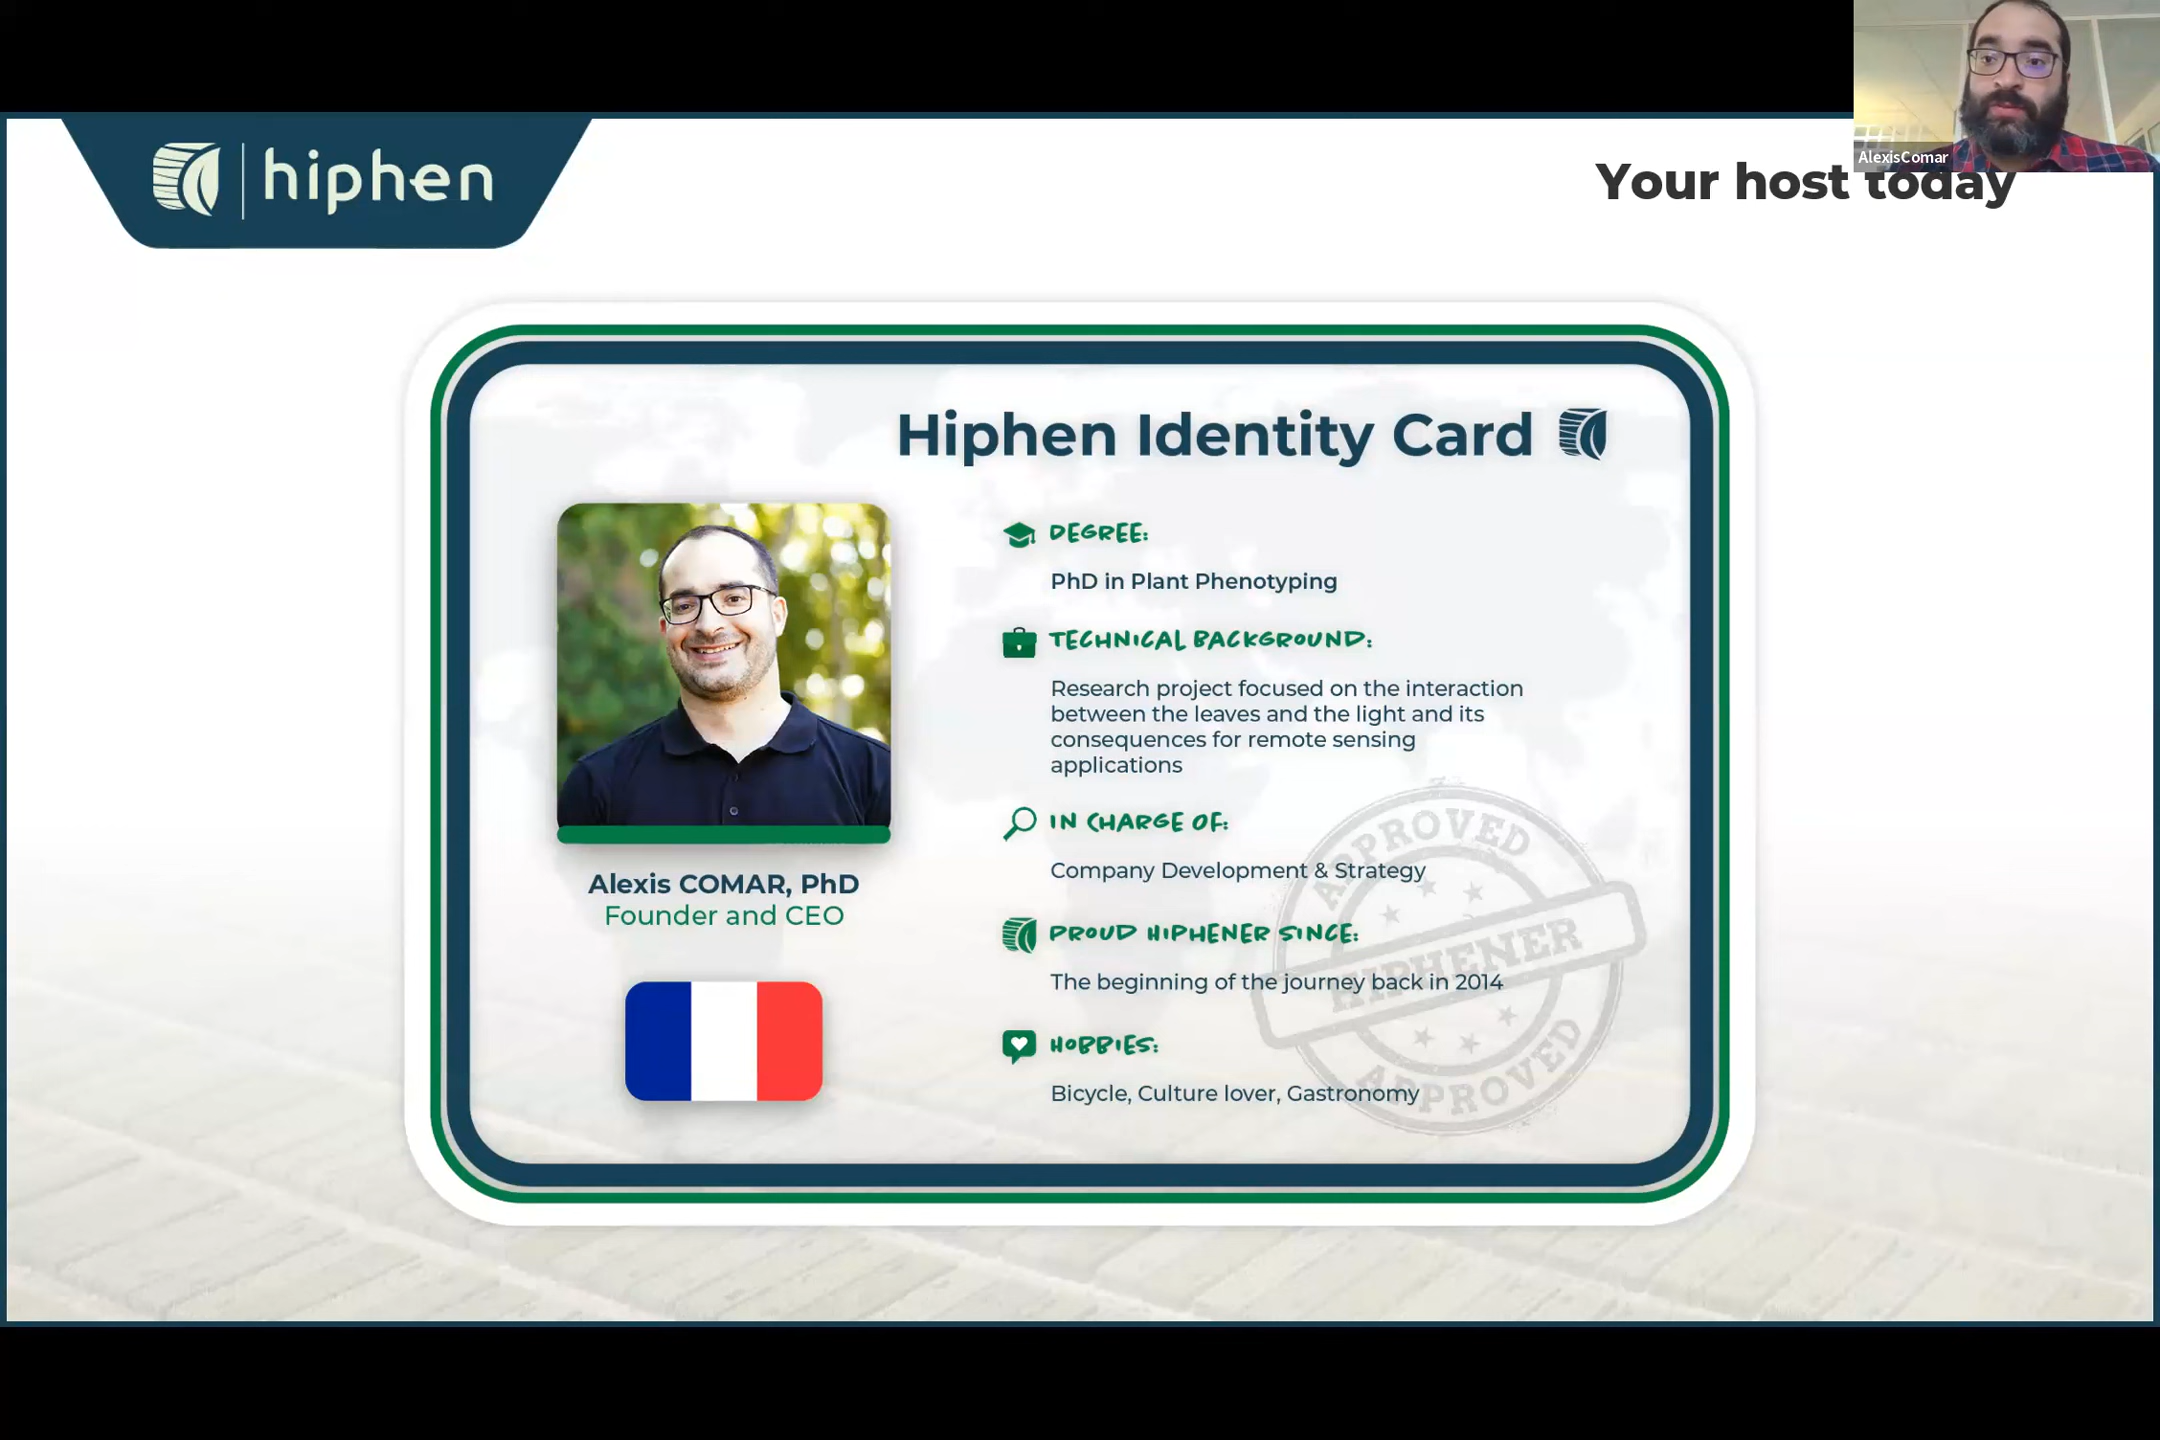 hiphen
AlexisComar
Your host today
Hiphen Identity Card
DEGREE:
PhD in Plant Phenotyping
TECHNICAL BACKGROUND:
Research project focused on the interaction
between the leaves and the light and its
consequences for remote sensing
applications
IN CHARGE OF:
Company Development & Strategy
PROUD HIPHENER SINCE:
The beginning of the journey back in 2014
HOBBIES:
Bicycle, Culture lover, Gastronomy
Alexis COMAR, PhD
Founder and CEO
APPROVED
HIPHENER
APPROVED